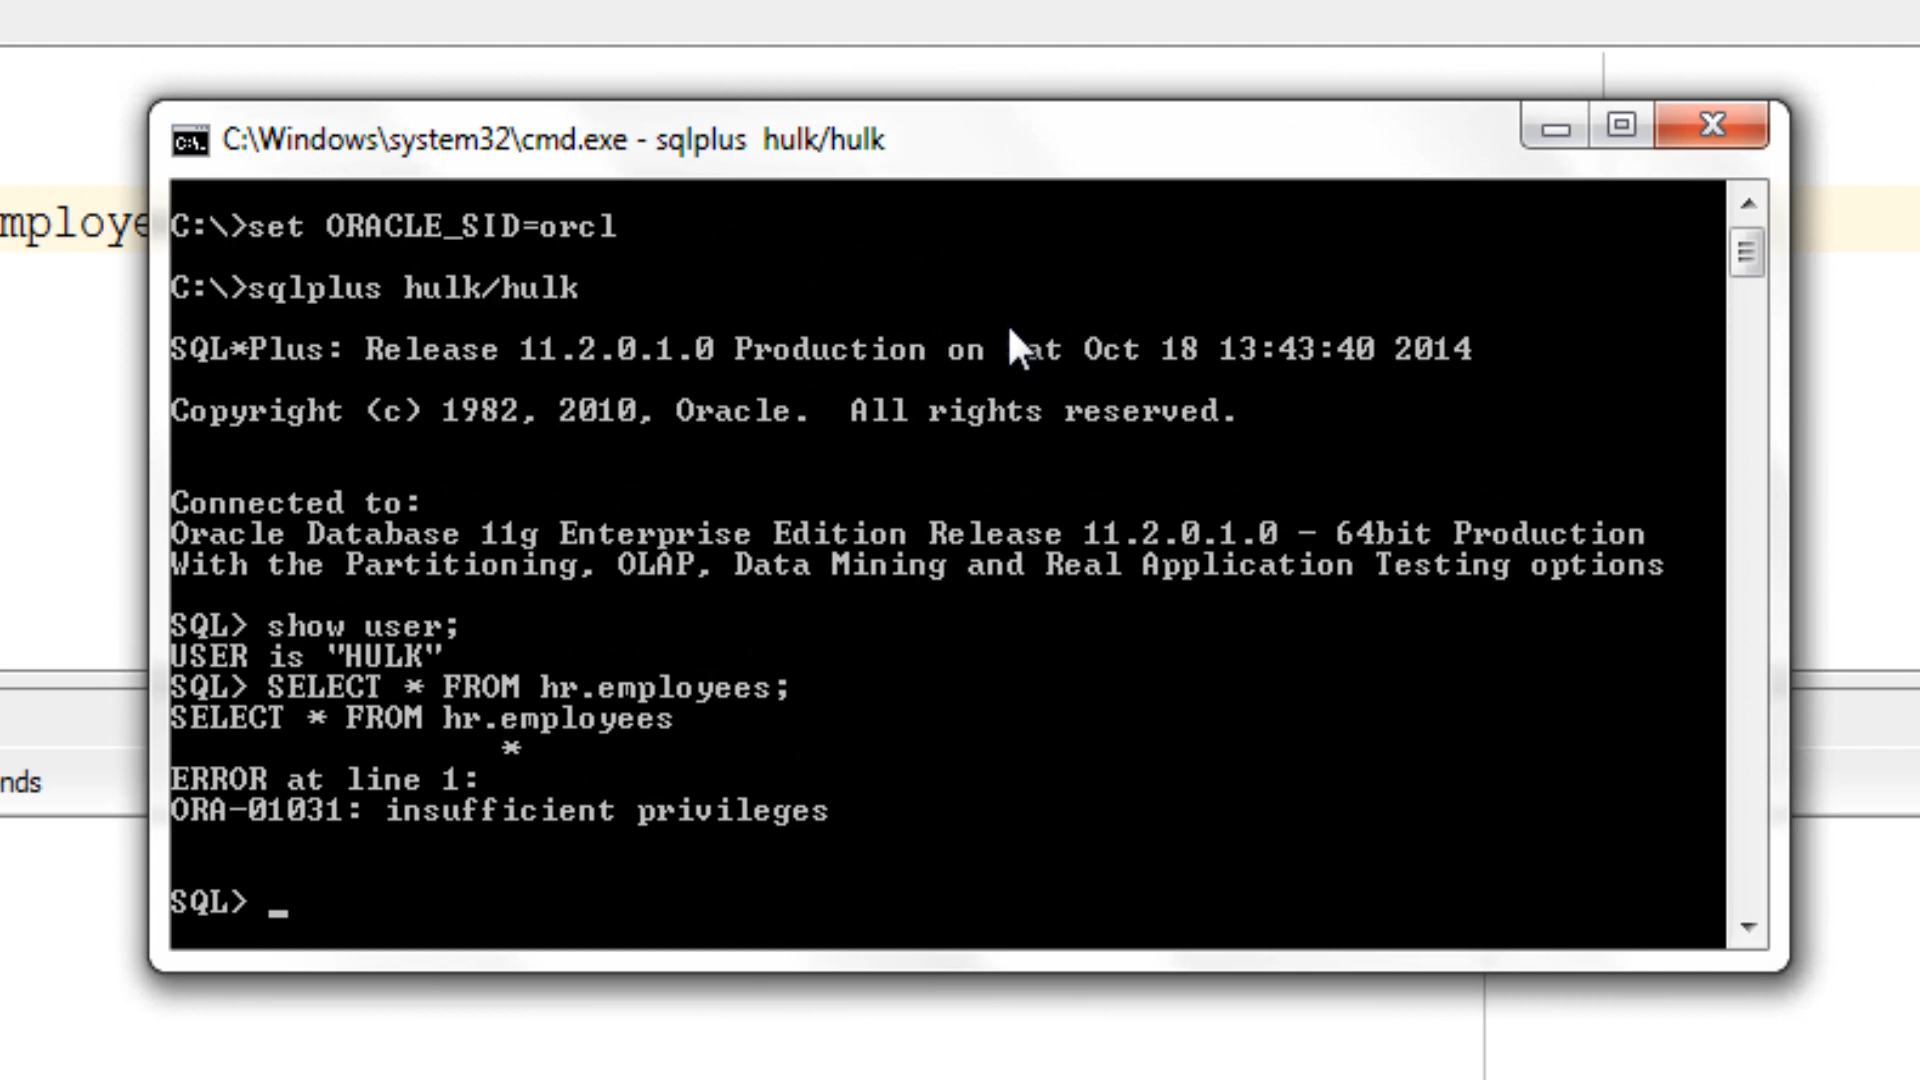 C:\Windows\system32\cmd.exe - sqlplus  hulk/hulk
C:\>set ORACLE_SID=orcl
C:\>sqlplus hulk/hulk
SQL*Plus: Release 11.2.0.1.0 Production on at Oct 18 13:43:40 2014
Copyright (c) 1982, 2010, Oracle.  All rights reserved.
Connected to:
Oracle Database 11g Enterprise Edition Release 11.2.0.1.0 - 64bit Production
With the Partitioning, OLAP, Data Mining and Real Application Testing options
SQL> show user;
USER is "HULK"
SQL> SELECT * FROM hr.employees;
SELECT * FROM hr.employees
*
ERROR at line 1:
ORA-01031: insufficient privileges
SQL> _
mploye
nds